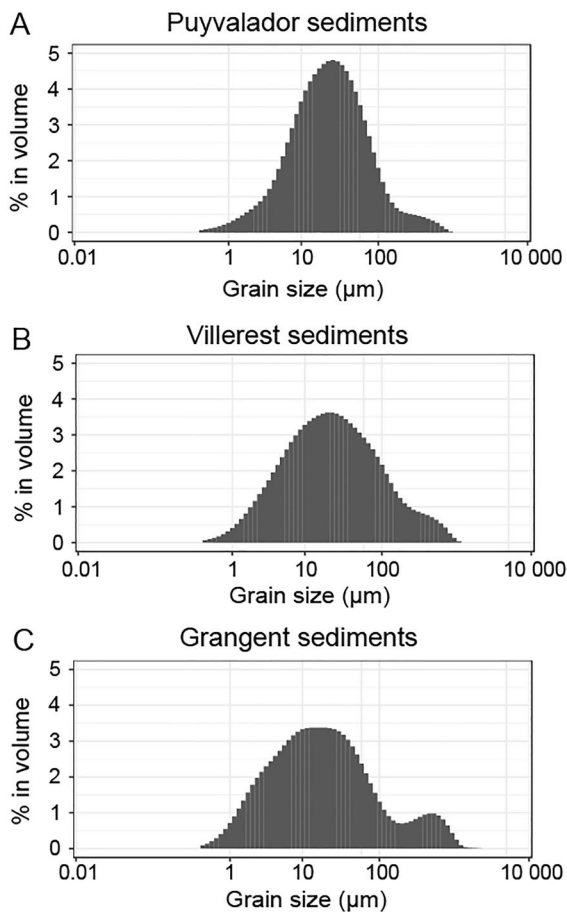 A
Puyvalador sediments
5
4
3
2
1
0
% in volume
0.01 1 10 100 10 000
Grain size (µm)
B
Villerest sediments
5
4
3
2
1
0
% in volume
0.01 1 10 100 10 000
Grain size (µm)
C
Grangent sediments
5
4
3
2
1
0
% in volume
0.01 1 10 100 10 000
Grain size (µm)